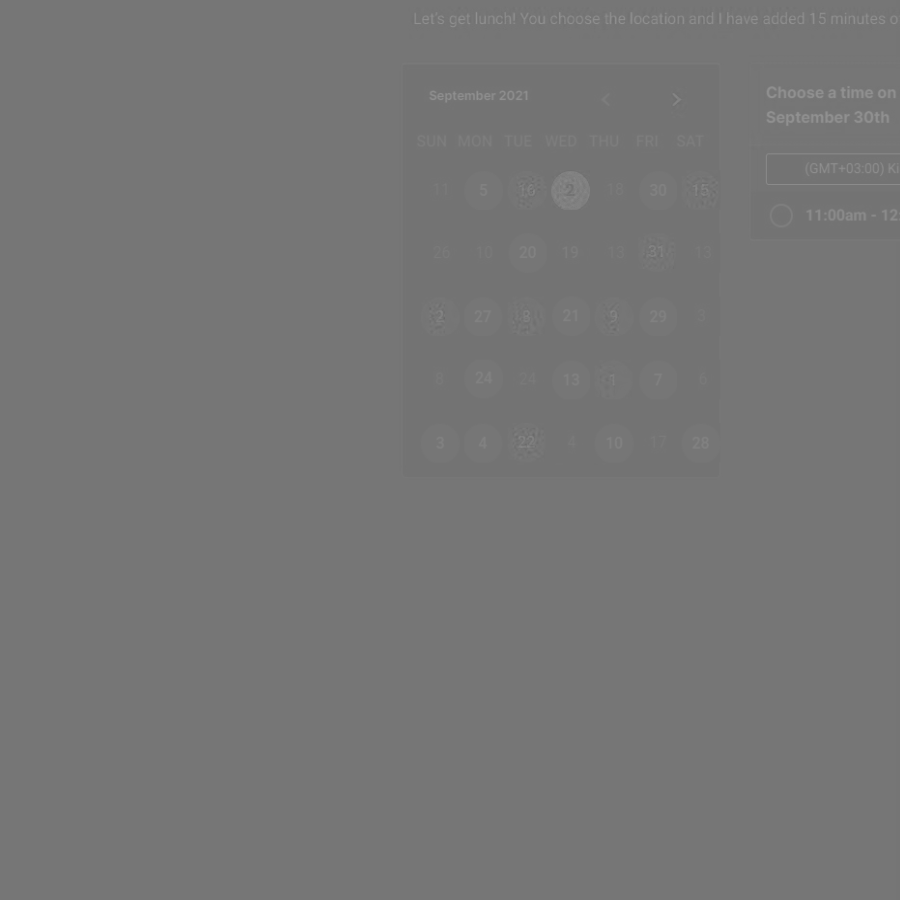 Let's get lunch! You choose the location and I have added 15 minutes o
September 2021
Choose a time on
September 30th
SUN MON TUE WED THU FRI SAT
(GMT+03:00) Ki
11 5 16 2 18 30 15
11:00am - 12:
26 10 20 19 13 31 13
2 27 21 9 29 3
8 24 24 13 7 6
3 4 22 4 10 17 28